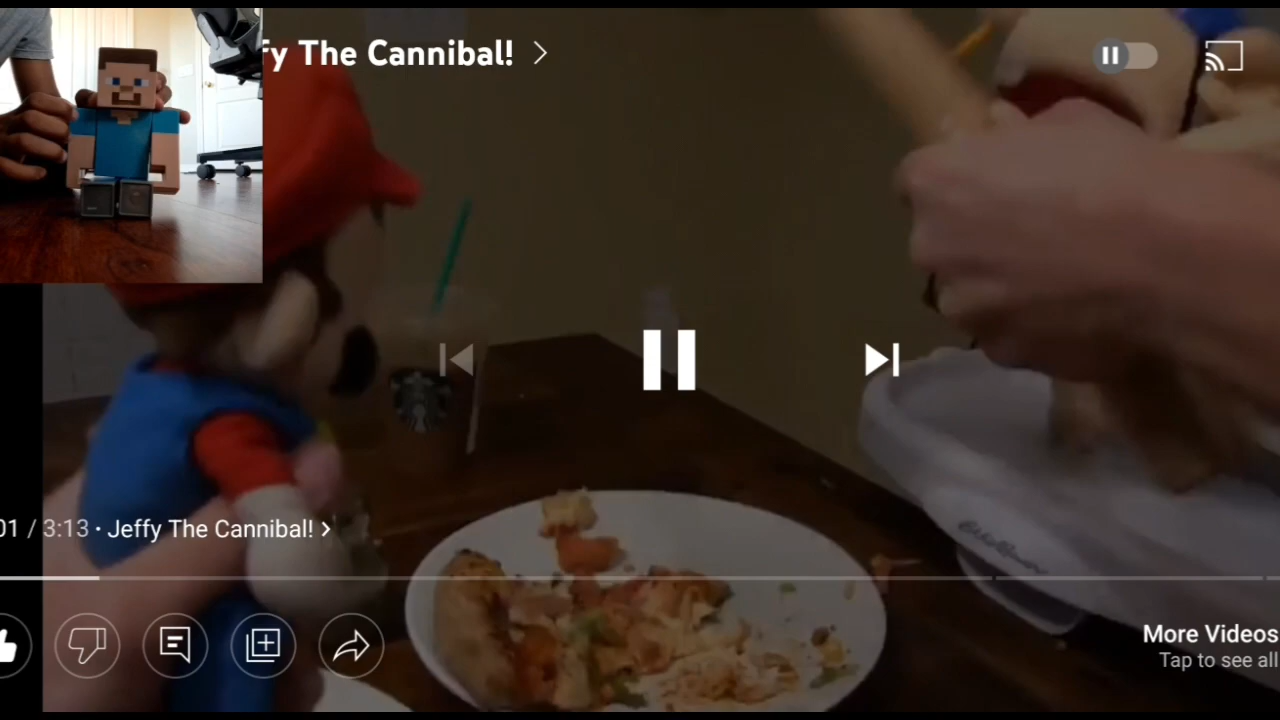 fy The Cannibal!
01 / 3:13 · Jeffy The Cannibal!
More Videos
Tap to see all